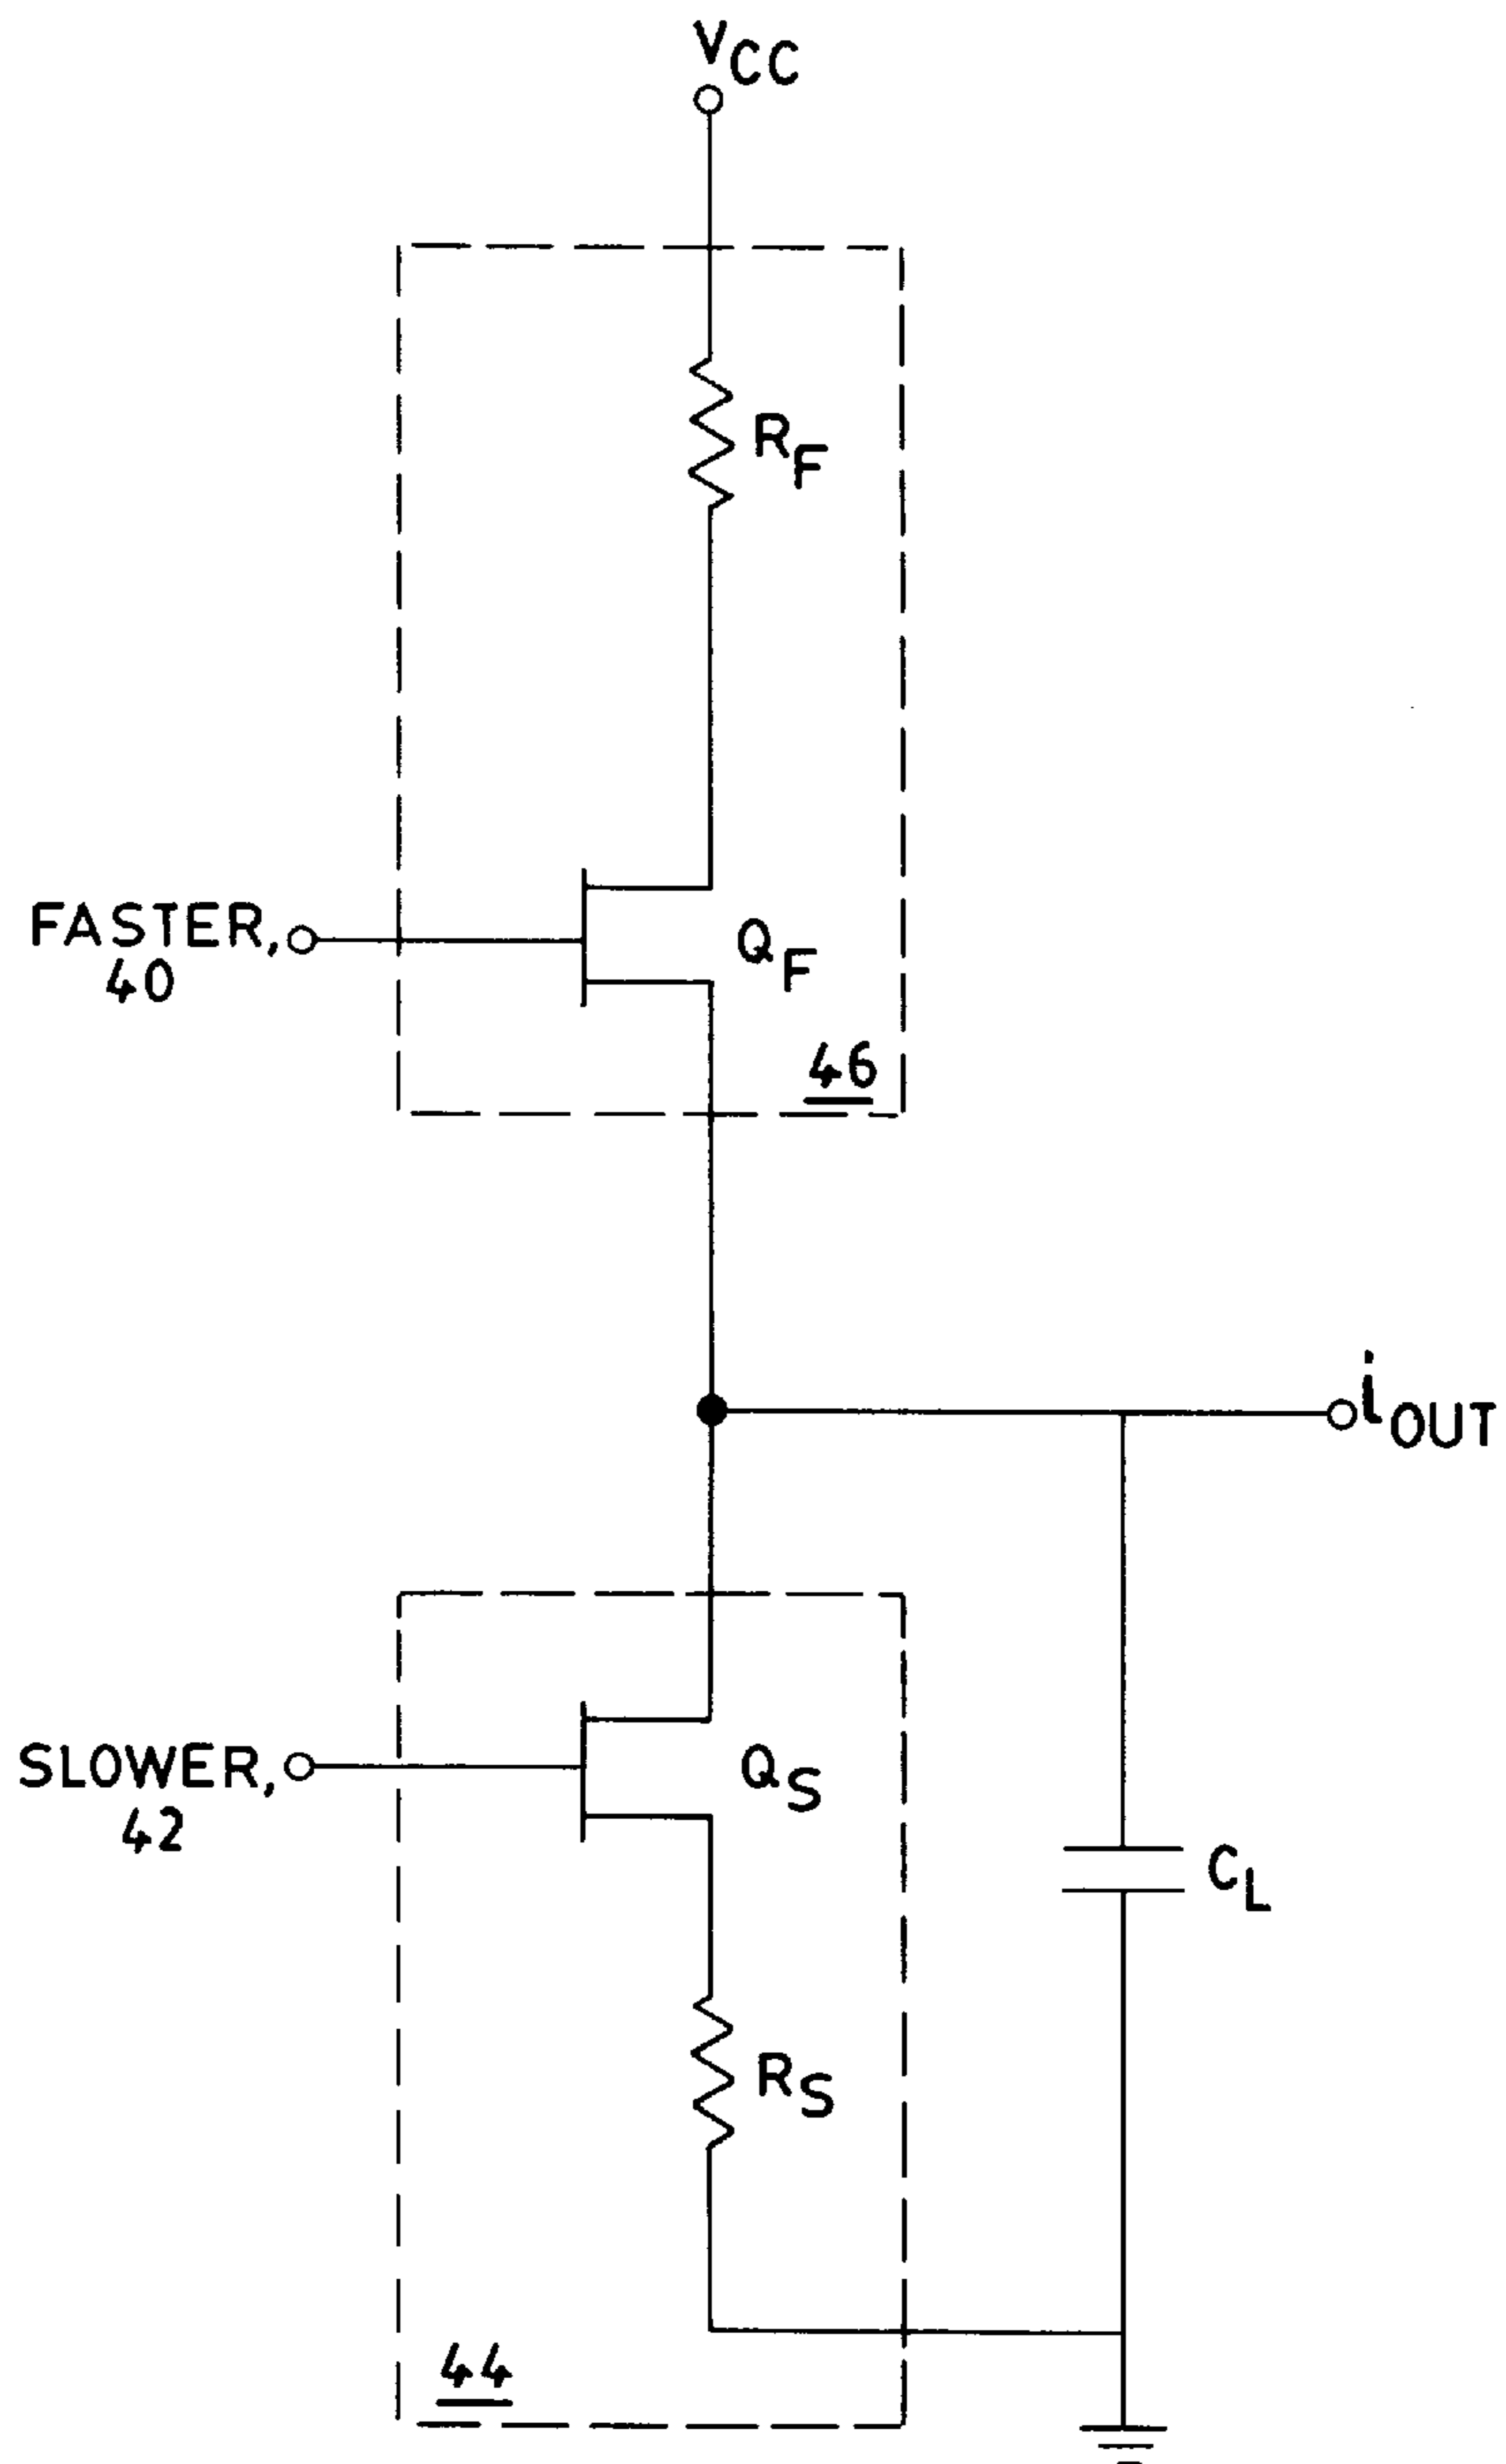 VCC
RF
FASTER,
40
QF
46
iOUT
SLOWER,
42
QS
CL
RS
44